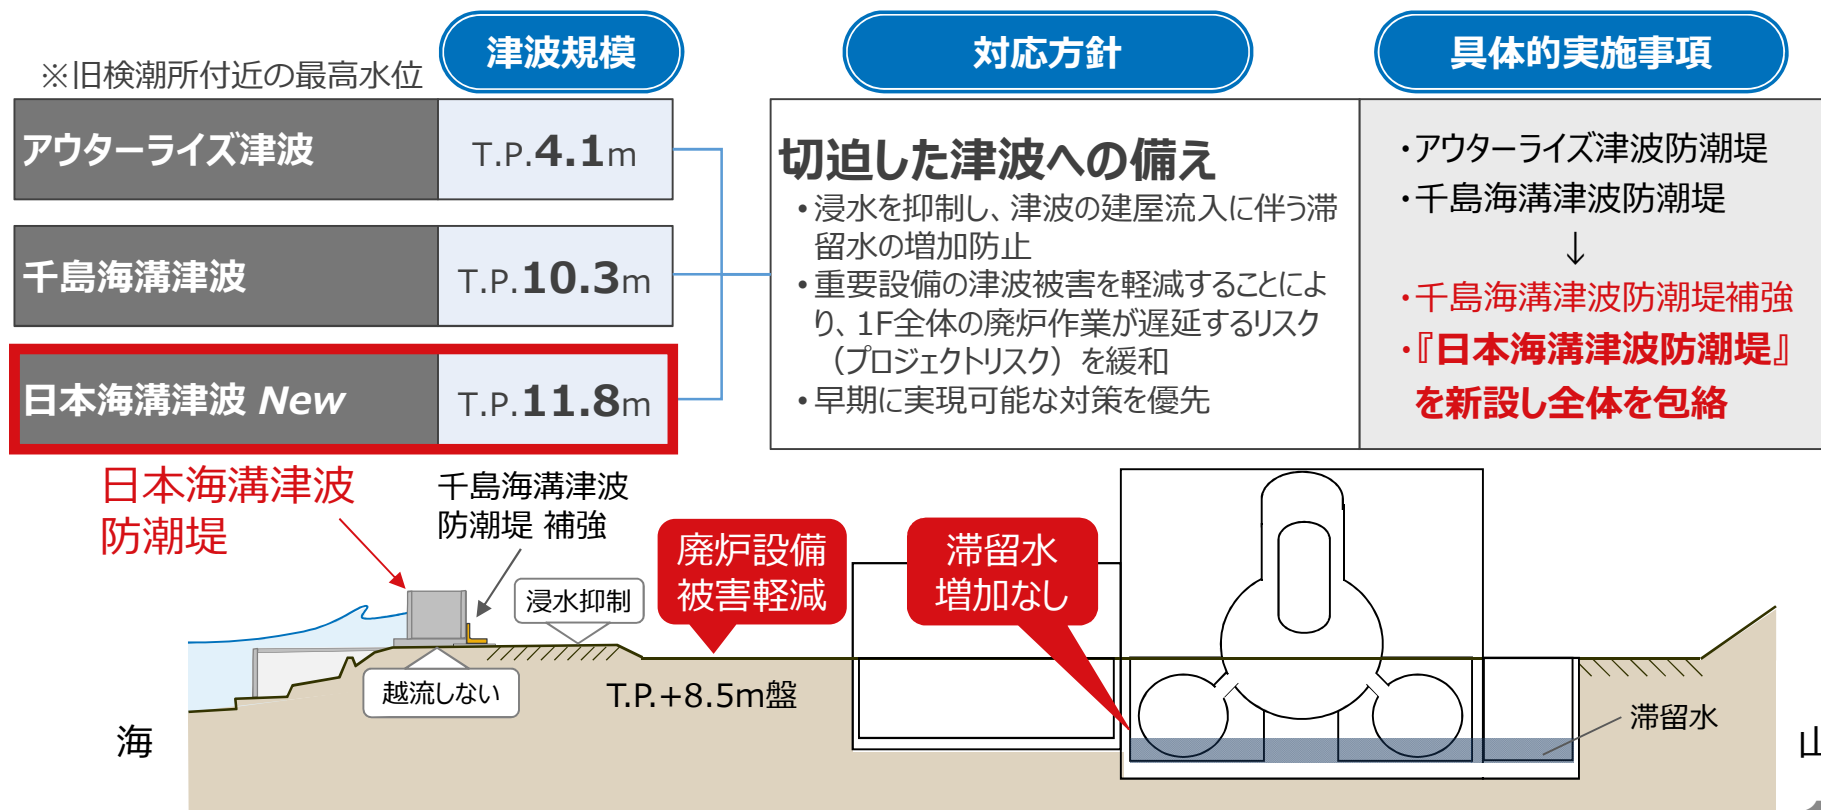 ※旧検潮所付近の最高水位
津波規模
対応方針
具体的実施事項
アウターライズ津波
T.P.4.1m
千島海溝津波
T.P.10.3m
日本海溝津波 New
T.P.11.8m
切迫した津波への備え
•浸水を抑制し、津波の建屋流入に伴う滞
留水の増加防止
•重要設備の津波被害を軽減することによ
り、1F全体の廃炉作業が遅延するリスク
（プロジェクトリスク）を緩和
•早期に実現可能な対策を優先
・アウターライズ津波防潮堤
・千島海溝津波防潮堤
↓
・千島海溝津波防潮堤補強
・『日本海溝津波防潮堤』
を新設し全体を包絡
日本海溝津波
防潮堤
千島海溝津波
防潮堤 補強
浸水抑制
廃炉設備
被害軽減
滞留水
増加なし
越流しない
T.P.+8.5m盤
滞留水
海
山